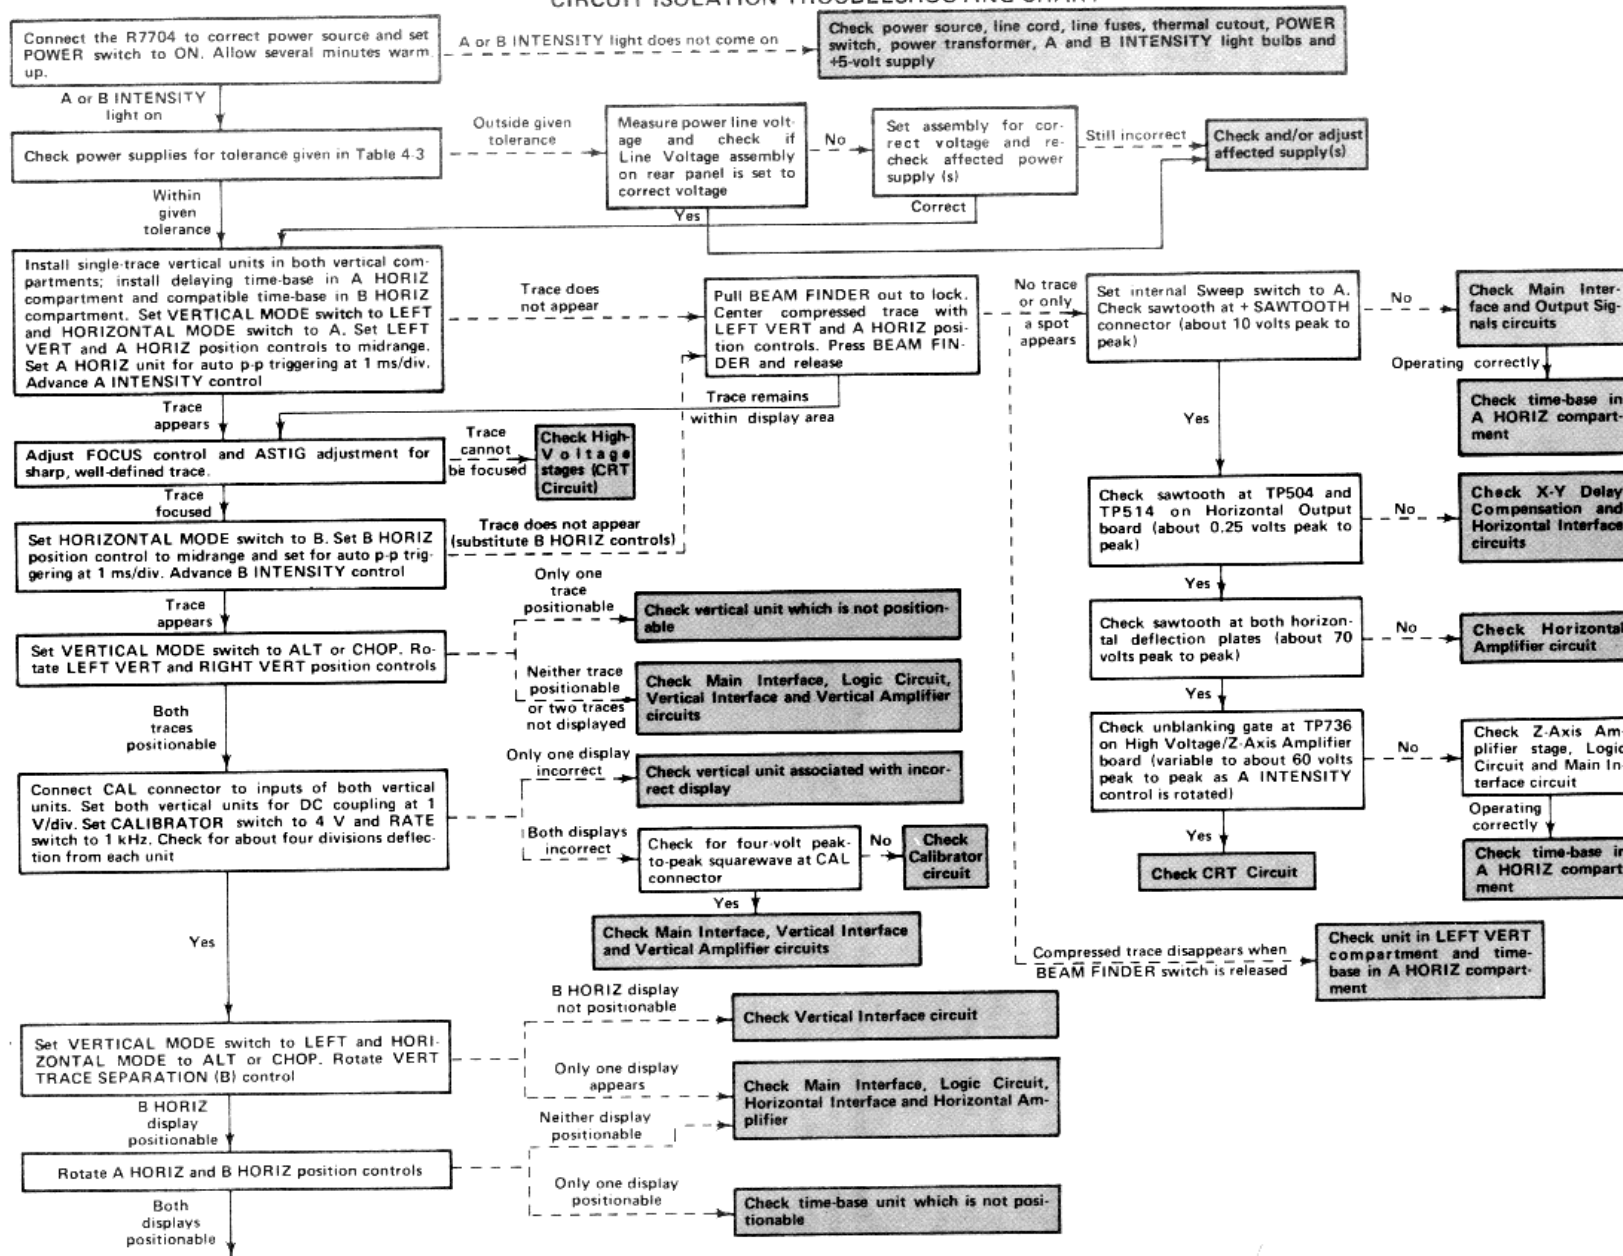 CIRCUIT ISOLATION TROUBLESHOOTING CHART
Connect the R7704 to correct power source and set
POWER switch to ON. Allow several minutes warm
up.
A or B INTENSITY light does not come on
Check power source, line cord, line fuses, thermal cutout, POWER
switch, power transformer, A and B INTENSITY light bulbs and
+5-volt supply
A or B INTENSITY
light on
Check power supplies for tolerance given in Table 4-3
Outside given
tolerance
Measure power line volt-
age and check if
Line Voltage assembly
on rear panel is set to
correct voltage
No
Set assembly for cor-
rect voltage and re-
check affected power
supply (s)
Still incorrect
Check and/or adjust
affected supply(s)
Within
given
tolerance
Yes
Correct
Install single-trace vertical units in both vertical com-
partments; install delaying time-base in A HORIZ
compartment and compatible time-base in B HORIZ
compartment. Set VERTICAL MODE switch to LEFT
and HORIZONTAL MODE switch to A. Set LEFT
VERT and A HORIZ position controls to midrange.
Set A HORIZ unit for auto p-p triggering at 1 ms/div.
Advance A INTENSITY control
Trace does
not appear
Pull BEAM FINDER out to lock.
Center compressed trace with
LEFT VERT and A HORIZ posi-
tion controls. Press BEAM FIN-
DER and release
No trace
or only
a spot
appears
Set internal Sweep switch to A.
Check sawtooth at + SAWTOOTH
connector (about 10 volts peak to
peak)
No
Check Main Inter-
face and Output Sig-
nals circuits
Operating correctly
Check time-base in
A HORIZ compart-
ment
Trace
appears
Trace remains
within display area
Yes
Adjust FOCUS control and ASTIG adjustment for
sharp, well-defined trace.
Trace
cannot
be focused
Check High-
Voltage
stages (CRT
Circuit)
Trace
focused
Check sawtooth at TP504 and
TP514 on Horizontal Output
board (about 0.25 volts peak to
peak)
No
Check X-Y Delay
Compensation and
Horizontal Interface
circuits
Set HORIZONTAL MODE switch to B. Set B HORIZ
position control to midrange and set for auto p-p trig-
gering at 1 ms/div. Advance B INTENSITY control
Trace does not appear
(substitute B HORIZ controls)
Yes
Trace
appears
Only one
trace
positionable
Check vertical unit which is not position-
able
Check sawtooth at both horizon-
tal deflection plates (about 70
volts peak to peak)
No
Check Horizontal
Amplifier circuit
Set VERTICAL MODE switch to ALT or CHOP. Ro-
tate LEFT VERT and RIGHT VERT position controls
Neither trace
positionable
or two traces
not displayed
Check Main Interface, Logic Circuit,
Vertical Interface and Vertical Amplifier
circuits
Yes
Both
traces
positionable
Check unblanking gate at TP736
on High Voltage/Z-Axis Amplifier
board (variable to about 60 volts
peak to peak as A INTENSITY
control is rotated)
No
Check Z-Axis Am-
plifier stage, Logic
Circuit and Main In-
terface circuit
Only one display
incorrect
Check vertical unit associated with incor-
rect display
Connect CAL connector to inputs of both vertical
units. Set both vertical units for DC coupling at 1
V/div. Set CALIBRATOR switch to 4 V and RATE
switch to 1 kHz. Check for about four divisions deflec-
tion from each unit
Both displays
incorrect
Check for four-volt peak-
to-peak squarewave at CAL
connector
No
Check
Calibrator
circuit
Yes
Check CRT Circuit
Operating
correctly
Check time-base in
A HORIZ compart-
ment
Yes
Check Main Interface, Vertical Interface
and Vertical Amplifier circuits
Yes
Compressed trace disappears when
BEAM FINDER switch is released
Check unit in LEFT VERT
compartment and time-
base in A HORIZ compart-
ment
B HORIZ display
not positionable
Check Vertical Interface circuit
Set VERTICAL MODE switch to LEFT and HORI-
ZONTAL MODE to ALT or CHOP. Rotate VERT
TRACE SEPARATION (B) control
Only one display
appears
Check Main Interface, Logic Circuit,
Horizontal Interface and Horizontal Am-
plifier
B HORIZ
display
positionable
Neither display
positionable
Rotate A HORIZ and B HORIZ position controls
Only one display
positionable
Check time-base unit which is not posi-
tionable
Both
displays
positionable